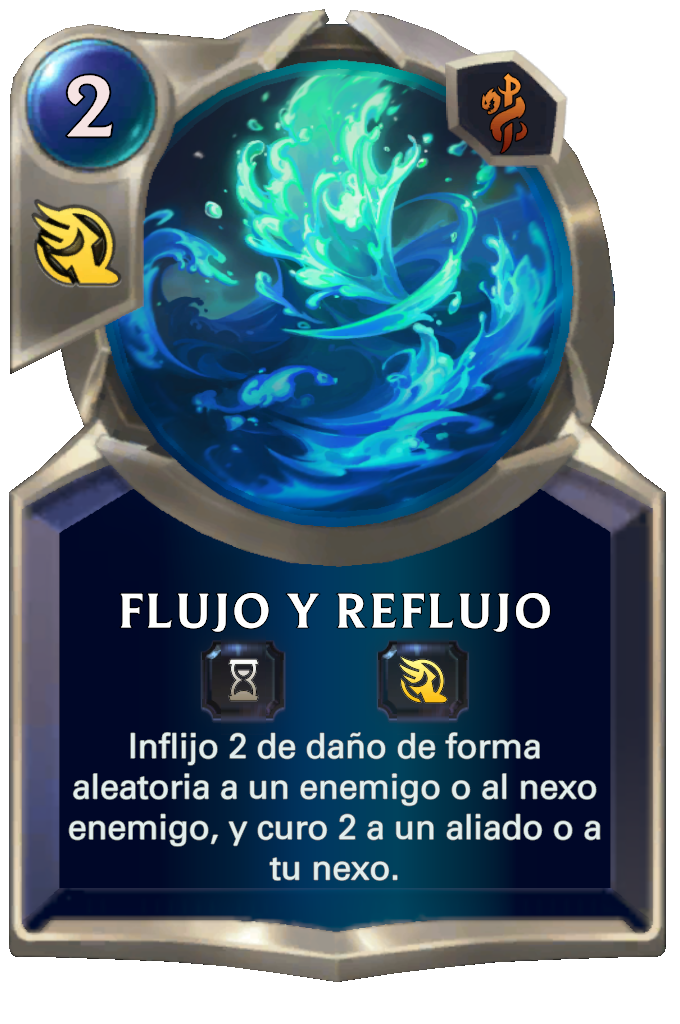 2
FLUJO Y REFLUJO
Inflijo 2 de daño de forma
aleatoria a un enemigo o al nexo
enemigo, y curo 2 a un aliado o a
tu nexo.